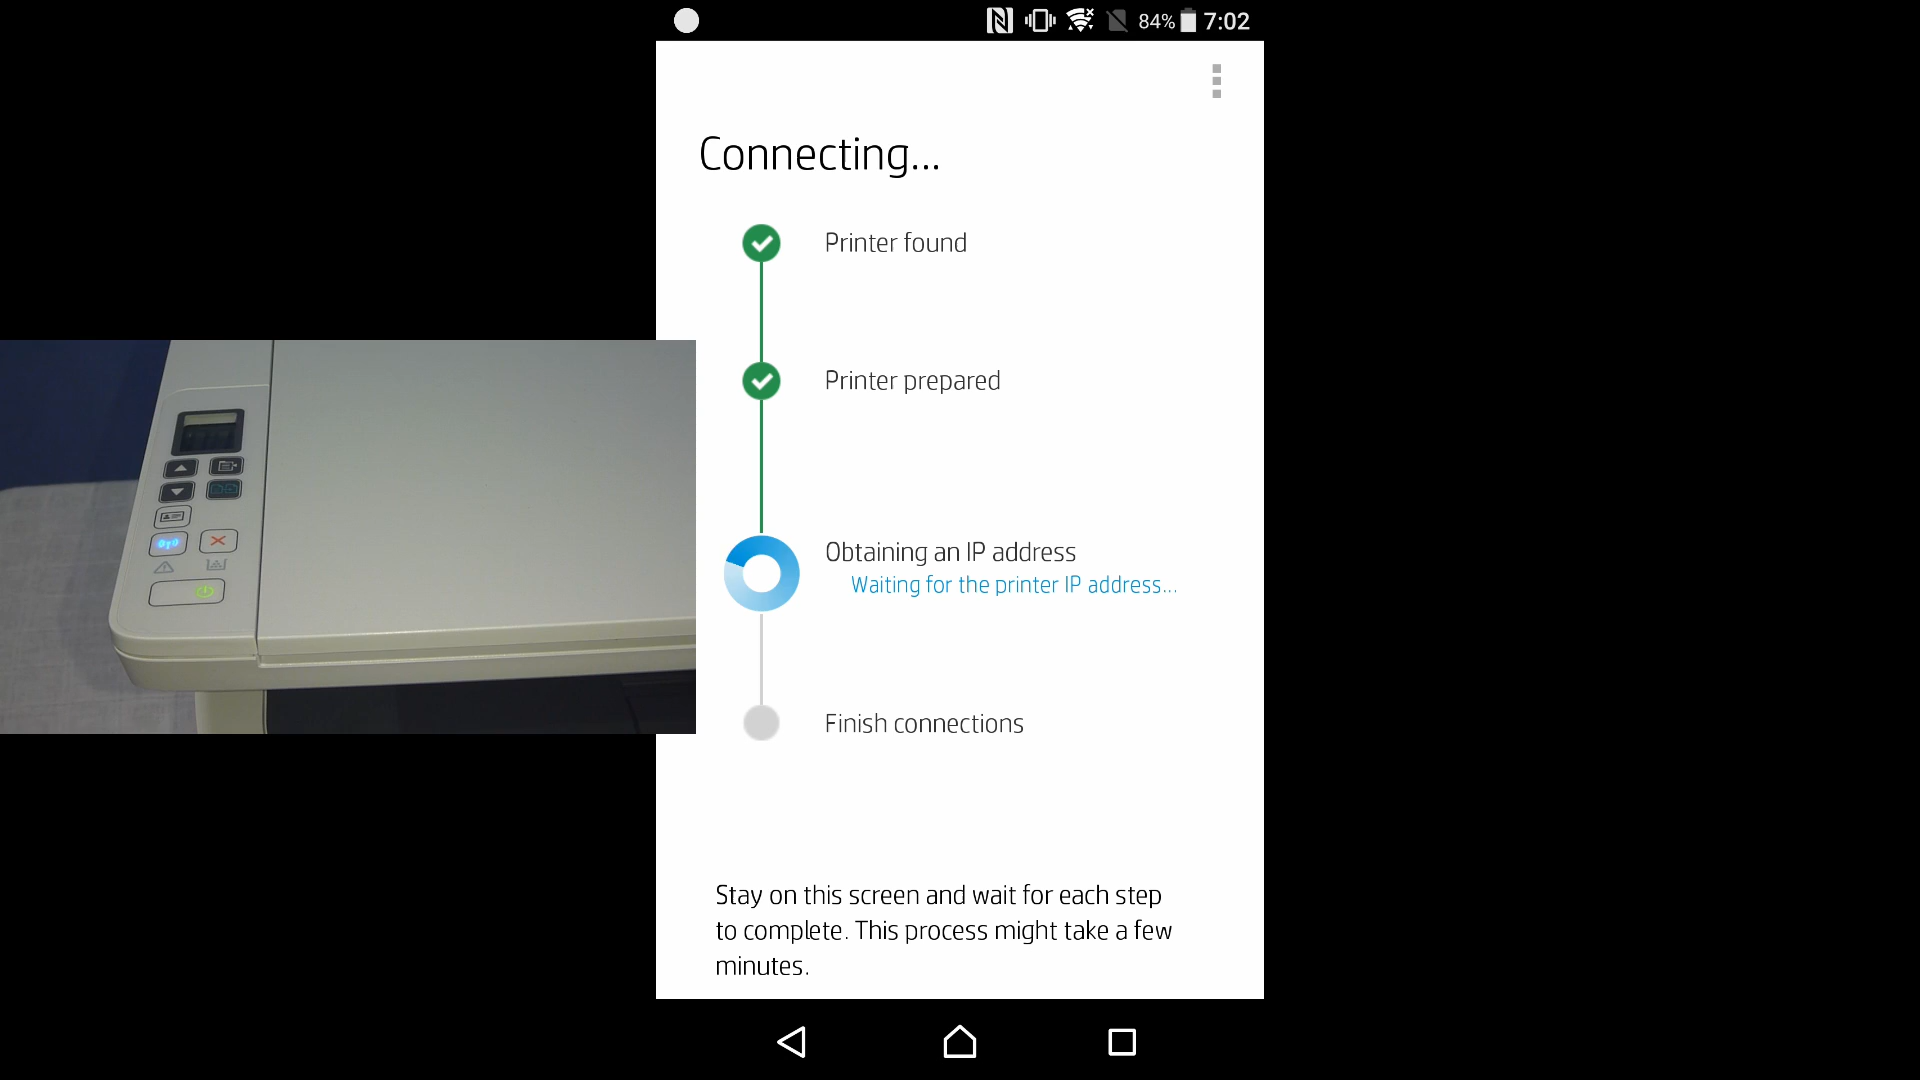 84% 7:02
Connecting...
Printer found
Printer prepared
Obtaining an IP address
Waiting for the printer IP address...
Finish connections
Stay on this screen and wait for each step
to complete. This process might take a few
minutes.